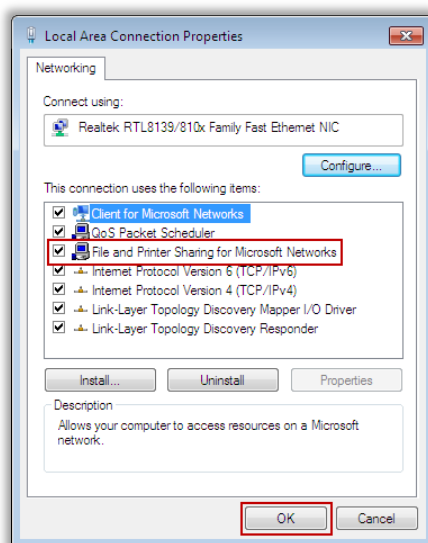 Local Area Connection Properties
Networking
Connect using:
Realtek RTL8139/810x Family Fast Ethernet NIC
Configure...
This connection uses the following items:
Client for Microsoft Networks
QoS Packet Scheduler
File and Printer Sharing for Microsoft Networks
Internet Protocol Version 6 (TCP/IPv6)
Internet Protocol Version 4 (TCP/IPv4)
Link-Layer Topology Discovery Mapper I/O Driver
Link-Layer Topology Discovery Responder
Install... Uninstall Properties
Description
Allows your computer to access resources on a Microsoft
network.
OK Cancel